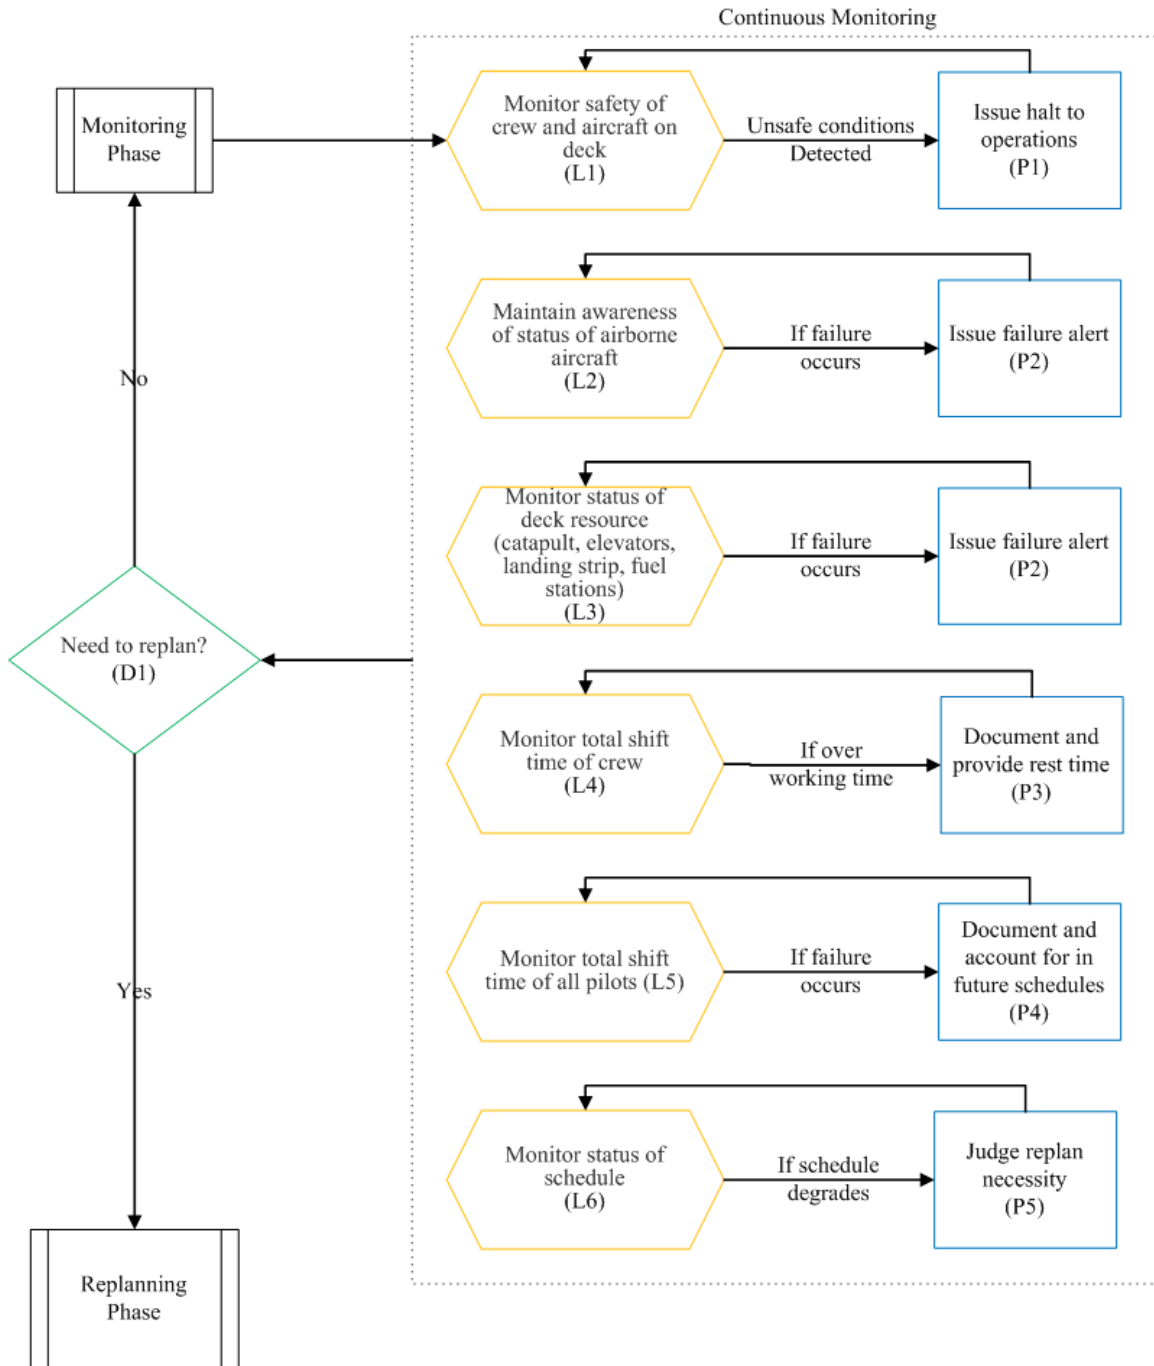 Continuous Monitoring
Monitoring
Phase
Monitor safety of
crew and aircraft on
deck
(L1)
Unsafe conditions
Detected
Issue halt to
operations
(P1)
Maintain awareness
of status of airborne
aircraft
(L2)
If failure
occurs
Issue failure alert
(P2)
No
Monitor status of
deck resource
(catapult, elevators,
landing strip, fuel
stations)
(L3)
If failure
occurs
Issue failure alert
(P2)
Need to replan?
(D1)
Monitor total shift
time of crew
(L4)
If over
working time
Document and
provide rest time
(P3)
Yes
Monitor total shift
time of all pilots (L5)
If failure
occurs
Document and
account for in
future schedules
(P4)
Monitor status of
schedule
(L6)
If schedule
degrades
Judge replan
necessity
(P5)
Replanning
Phase